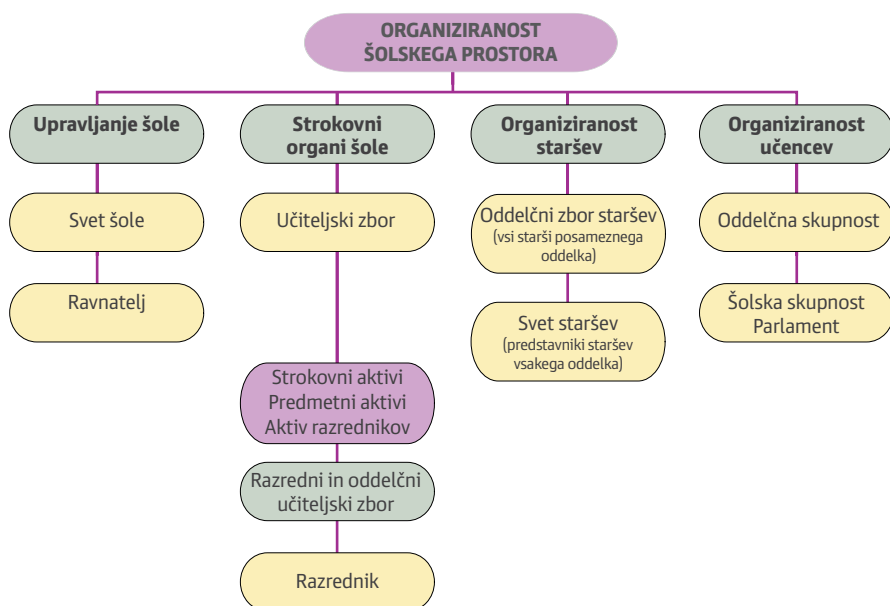 ORGANIZIRANOST
ŠOLSKEGA PROSTORA
Upravljanje šole
Svet šole
Ravnatelj
Strokovni
organi šole
Učiteljski zbor
Strokovni aktivi
Predmetni aktivi
Aktiv razrednikov
Razredni in oddelčni
učiteljski zbor
Razrednik
Organiziranost
staršev
Oddelčni zbor staršev
(vsi starši posameznega
oddelka)
Svet staršev
(predstavniki staršev
vsakega oddelka)
Organiziranost
učencev
Oddelčna skupnost
Šolska skupnost
Parlament